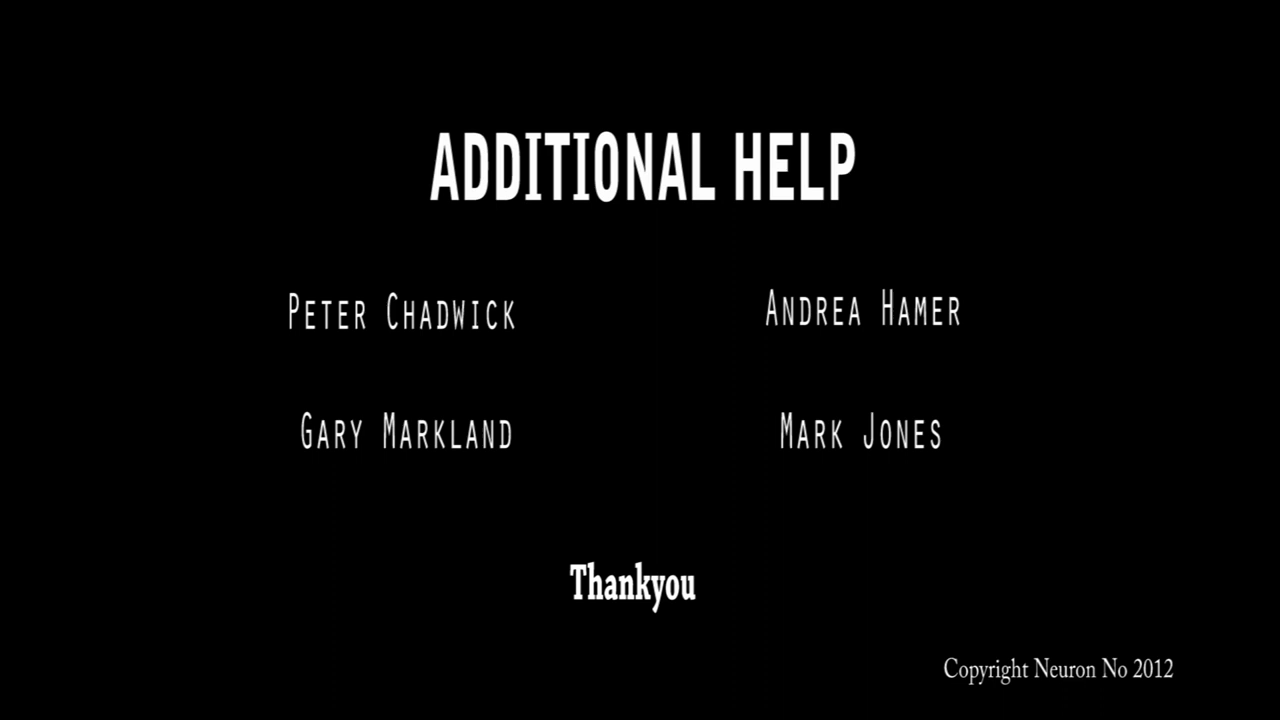 ADDITIONAL HELP
PETER CHADWICK
ANDREA HAMER
GARY MARKLAND
MARK JONES
Thankyou
Copyright Neuron No 2012